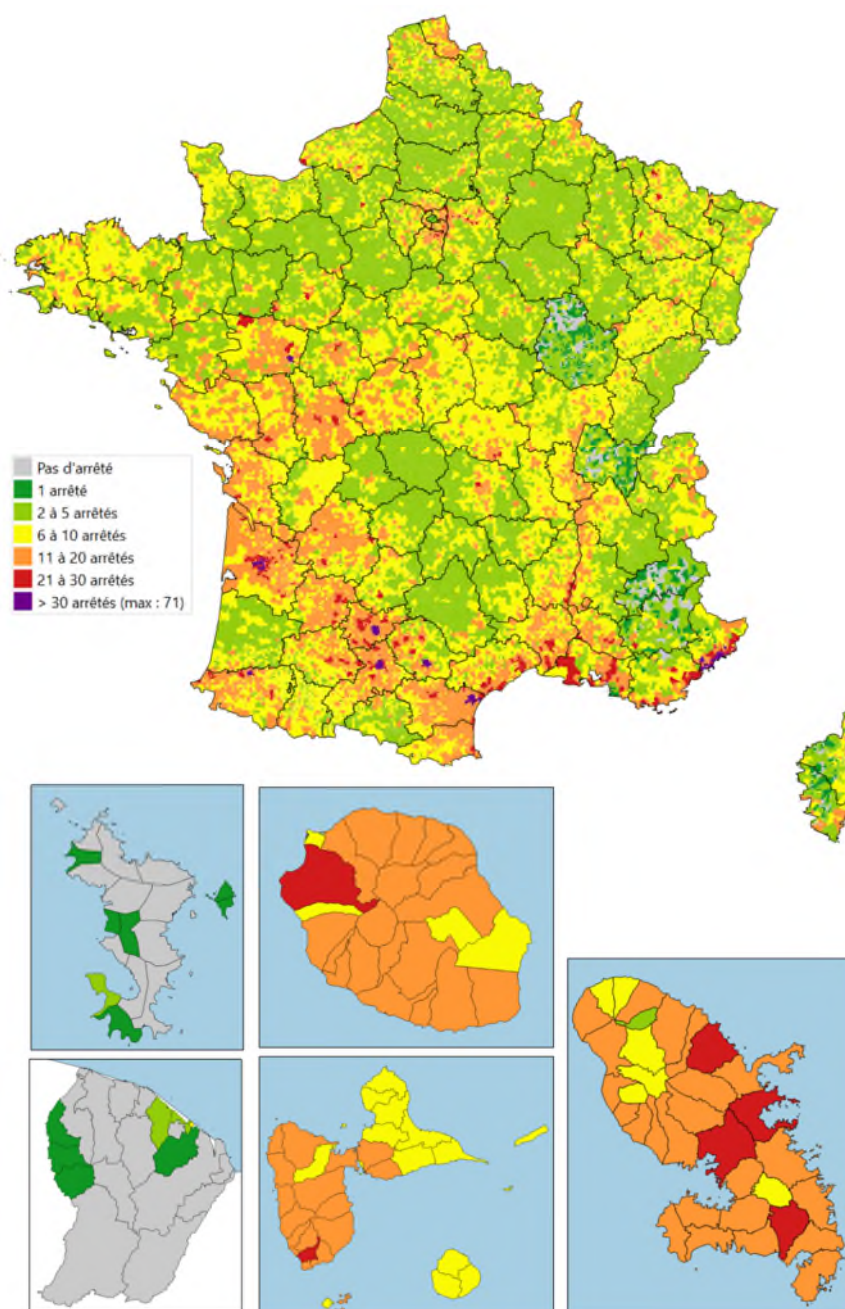 Pas d'arrêté
1 arrêté
2 à 5 arrêtés
6 à 10 arrêtés
11 à 20 arrêtés
21 à 30 arrêtés
> 30 arrêtés (max : 71)